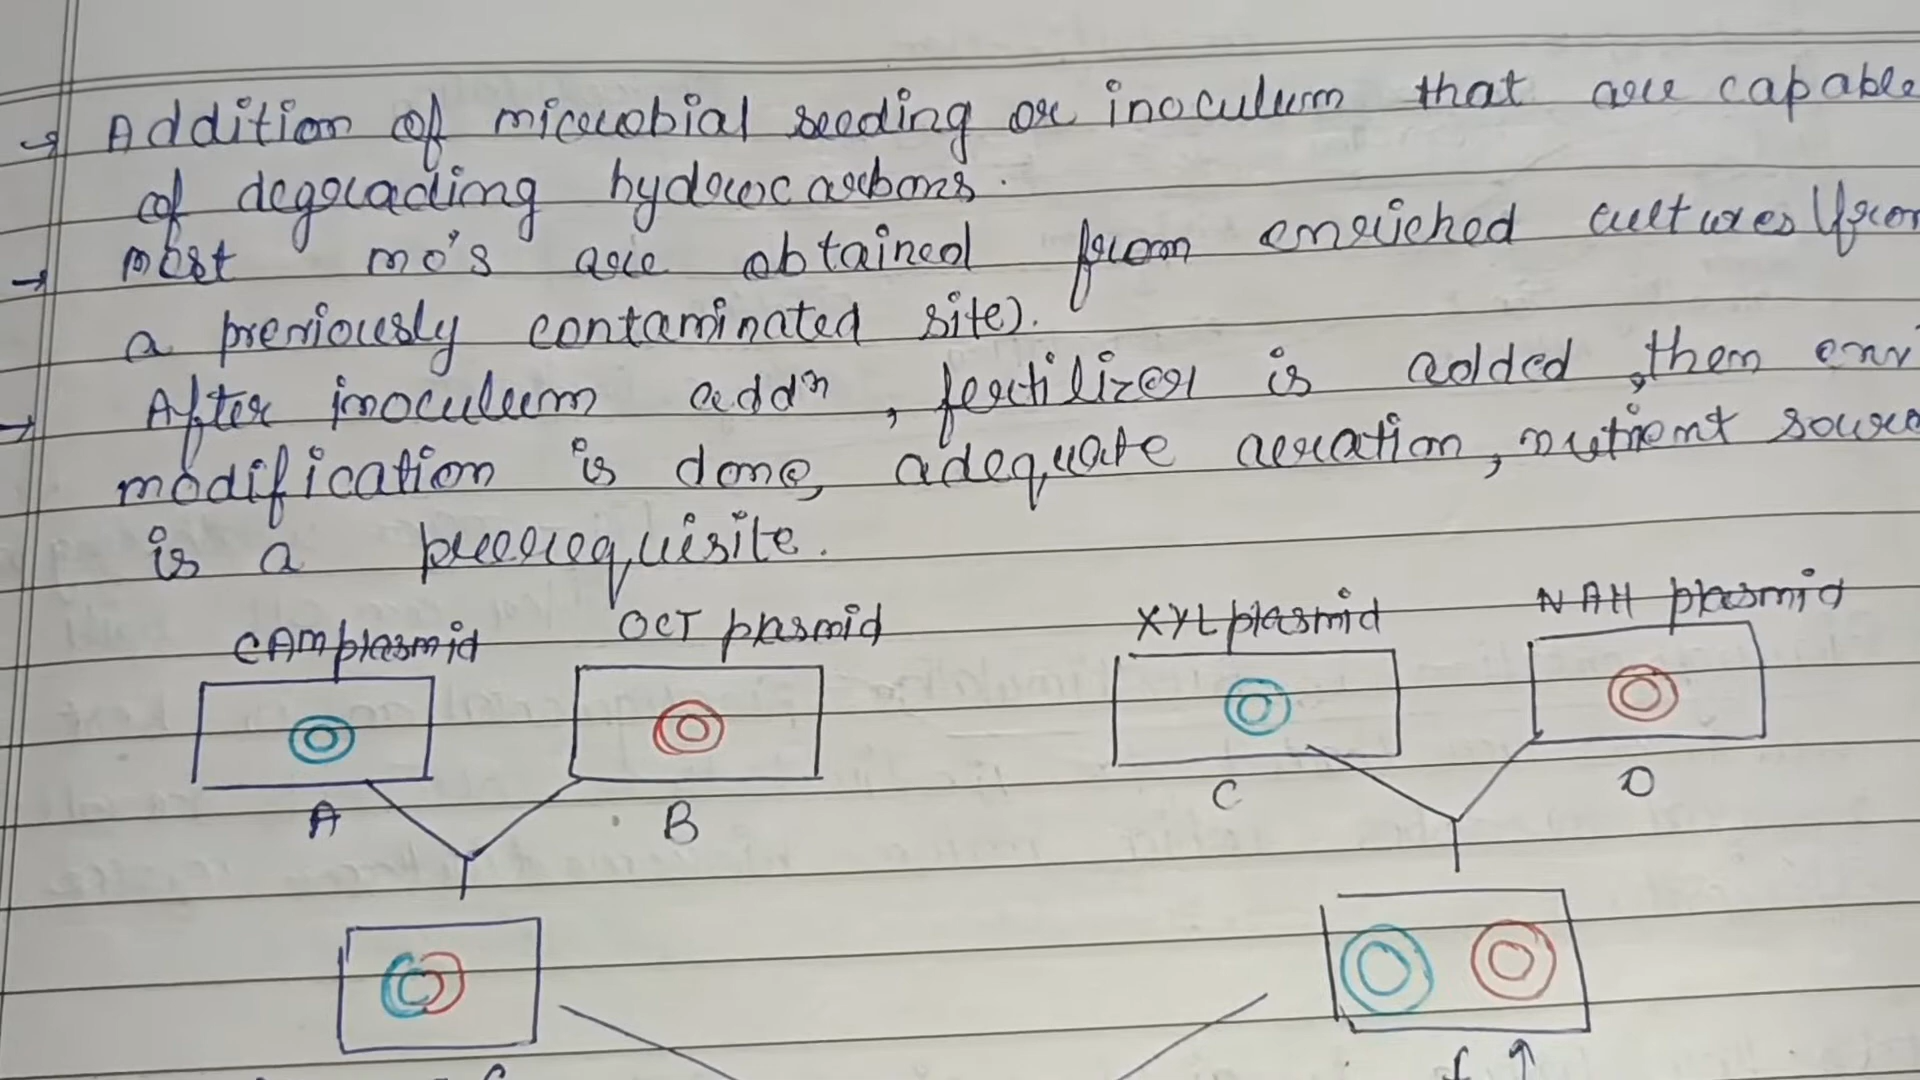 → Addition of microbial seeding or inoculum that are capable
of degrading hydrocarbons.
→ most mo's are obtained from enriched cultures (from
a previously contaminated site).
→ After inoculum addⁿ, fertilizer is added, then env
modification is done, adequate aeration, nutrient source
is a prerequisite.
CAM plasmid OCT plasmid XYL plasmid NAH plasmid
A B C D